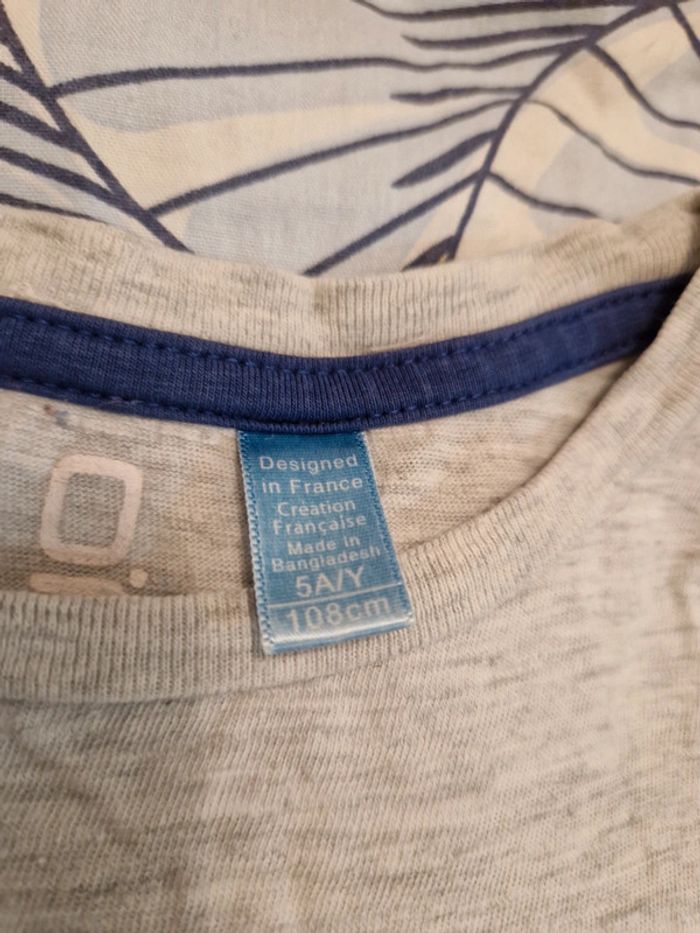 Designed
in France
Création
Française
Made in
Bangladesh
5A/Y
108cm